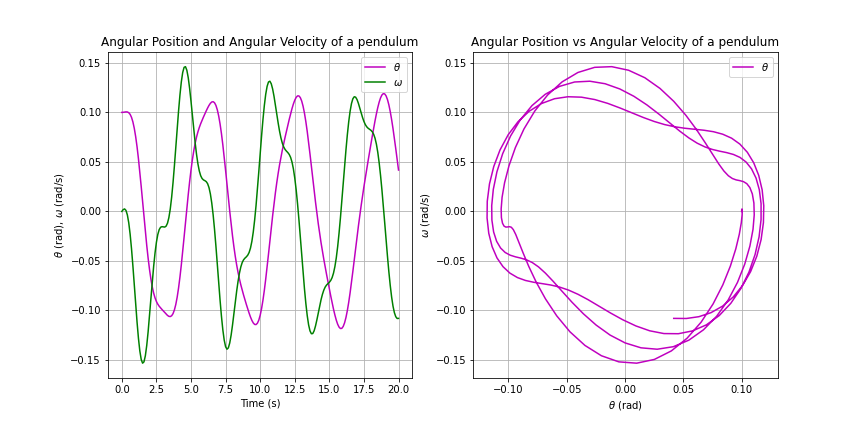 Angular Position and Angular Velocity of a pendulum
θ
ω
0.15
0.10
0.05
0.00
−0.05
−0.10
−0.15
θ (rad), ω (rad/s)
0.0 2.5 5.0 7.5 10.0 12.5 15.0 17.5 20.0
Time (s)
Angular Position vs Angular Velocity of a pendulum
θ
0.15
0.10
0.05
0.00
−0.05
−0.10
−0.15
ω (rad/s)
−0.10 −0.05 0.00 0.05 0.10
θ (rad)